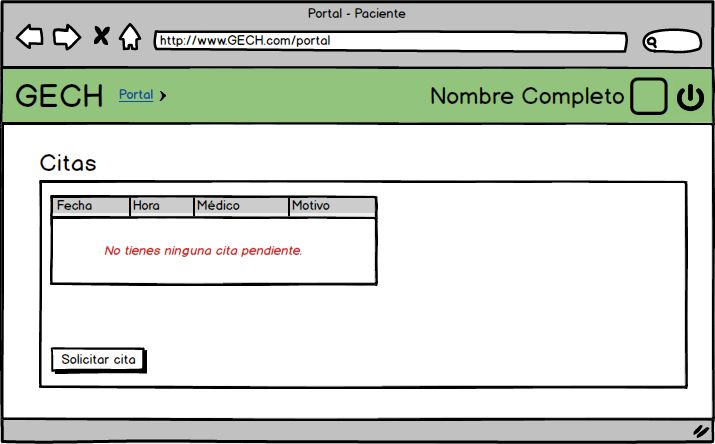 Portal - Paciente
http://www.GECH.com/portal
GECH Portal Nombre Completo
Citas
Fecha Hora Médico Motivo
No tienes ninguna cita pendiente.
Solicitar cita